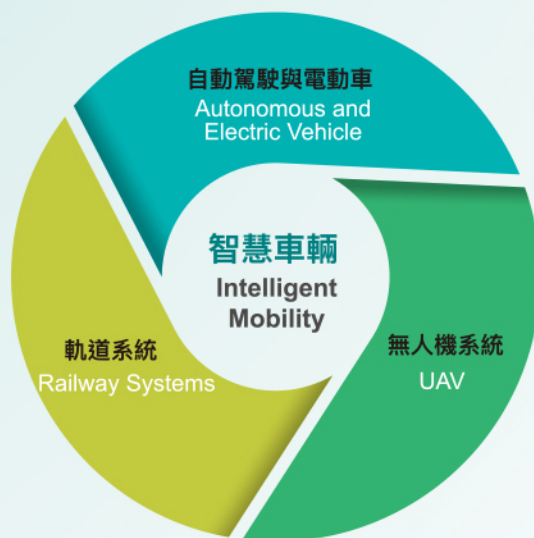 自動駕駛與電動車
Autonomous and
Electric Vehicle
智慧車輛
Intelligent
Mobility
軌道系統
Railway Systems
無人機系統
UAV